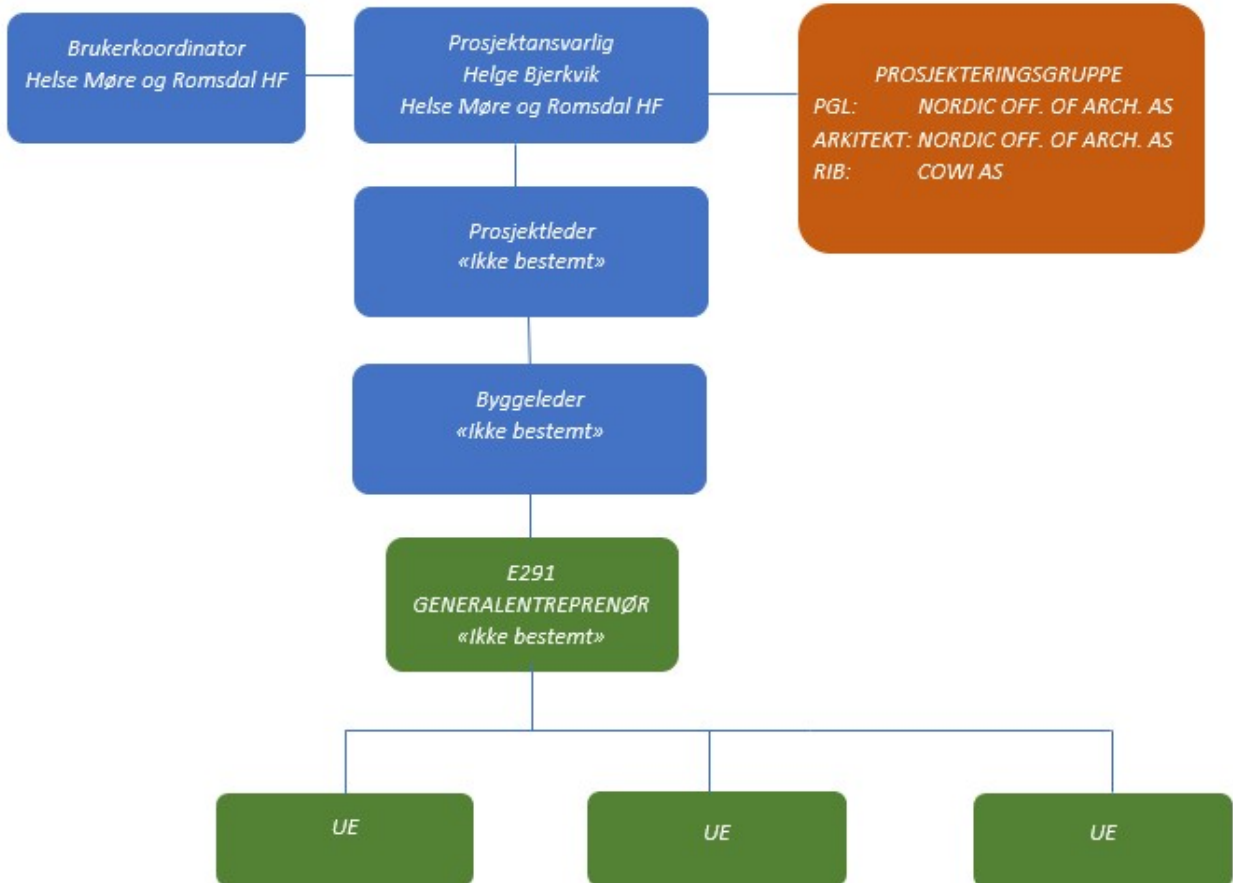 Brukerkoordinator
Helse Møre og Romsdal HF
Prosjektansvarlig
Helge Bjerkvik
Helse Møre og Romsdal HF
PROSJEKTERINGSGRUPPE
PGL: NORDIC OFF. OF ARCH. AS
ARKITEKT: NORDIC OFF. OF ARCH. AS
RIB: COWI AS
Prosjektleder
«Ikke bestemt»
Byggeleder
«Ikke bestemt»
E291
GENERALENTREPRENØR
«Ikke bestemt»
UE
UE
UE